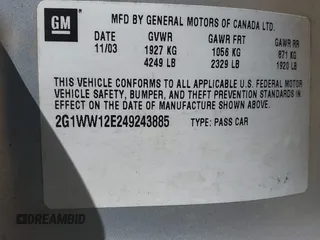 GM
MFD BY GENERAL MOTORS OF CANADA LTD.
DATE GVWR GAWR FRT GAWR RR
11/03 1927 KG 1056 KG 871 KG
4249 LB 2329 LB 1920 LB
THIS VEHICLE CONFORMS TO ALL APPLICABLE U.S. FEDERAL MOTOR
VEHICLE SAFETY, BUMPER, AND THEFT PREVENTION STANDARDS IN
EFFECT ON THE DATE OF MANUFACTURE SHOWN ABOVE.
2G1WW12E249243885 TYPE: PASS CAR
DREAMBID